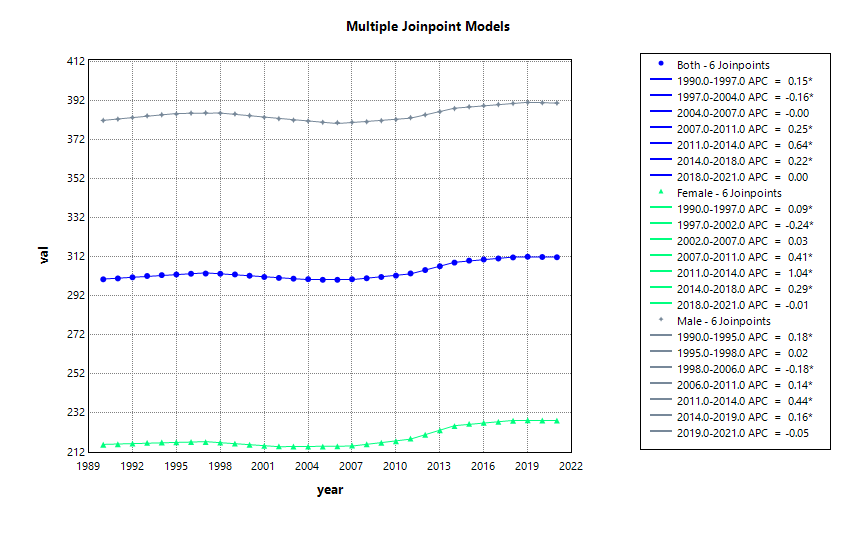 Multiple Joinpoint Models
412
392
372
352
332
312
292
272
252
232
212
val
1989 1992 1995 1998 2001 2004 2007 2010 2013 2016 2019 2022
year
Both - 6 Joinpoints
1990.0-1997.0 APC = 0.15*
1997.0-2004.0 APC = -0.16*
2004.0-2007.0 APC = -0.00
2007.0-2011.0 APC = 0.25*
2011.0-2014.0 APC = 0.64*
2014.0-2018.0 APC = 0.22*
2018.0-2021.0 APC = 0.00
Female - 6 Joinpoints
1990.0-1997.0 APC = 0.09*
1997.0-2002.0 APC = -0.24*
2002.0-2007.0 APC = 0.03
2007.0-2011.0 APC = 0.41*
2011.0-2014.0 APC = 1.04*
2014.0-2018.0 APC = 0.29*
2018.0-2021.0 APC = -0.01
Male - 6 Joinpoints
1990.0-1995.0 APC = 0.18*
1995.0-1998.0 APC = 0.02
1998.0-2006.0 APC = -0.18*
2006.0-2011.0 APC = 0.14*
2011.0-2014.0 APC = 0.44*
2014.0-2019.0 APC = 0.16*
2019.0-2021.0 APC = -0.05